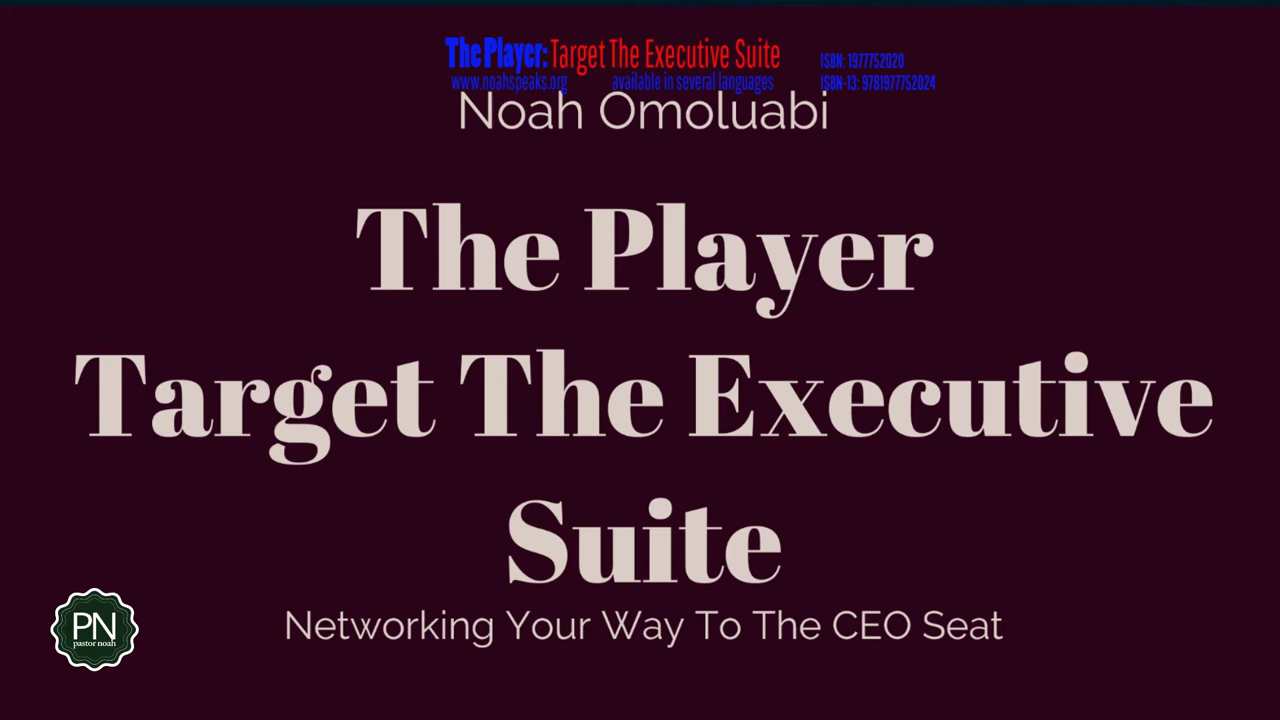 The Player: Target The Executive Suite
ISBN: 1977752020
www.noahspeaks.org available in several languages
ISBN-13: 9781977752024
Noah Omoluabi
The Player
Target The Executive
Suite
Networking Your Way To The CEO Seat
PN
pastor noah